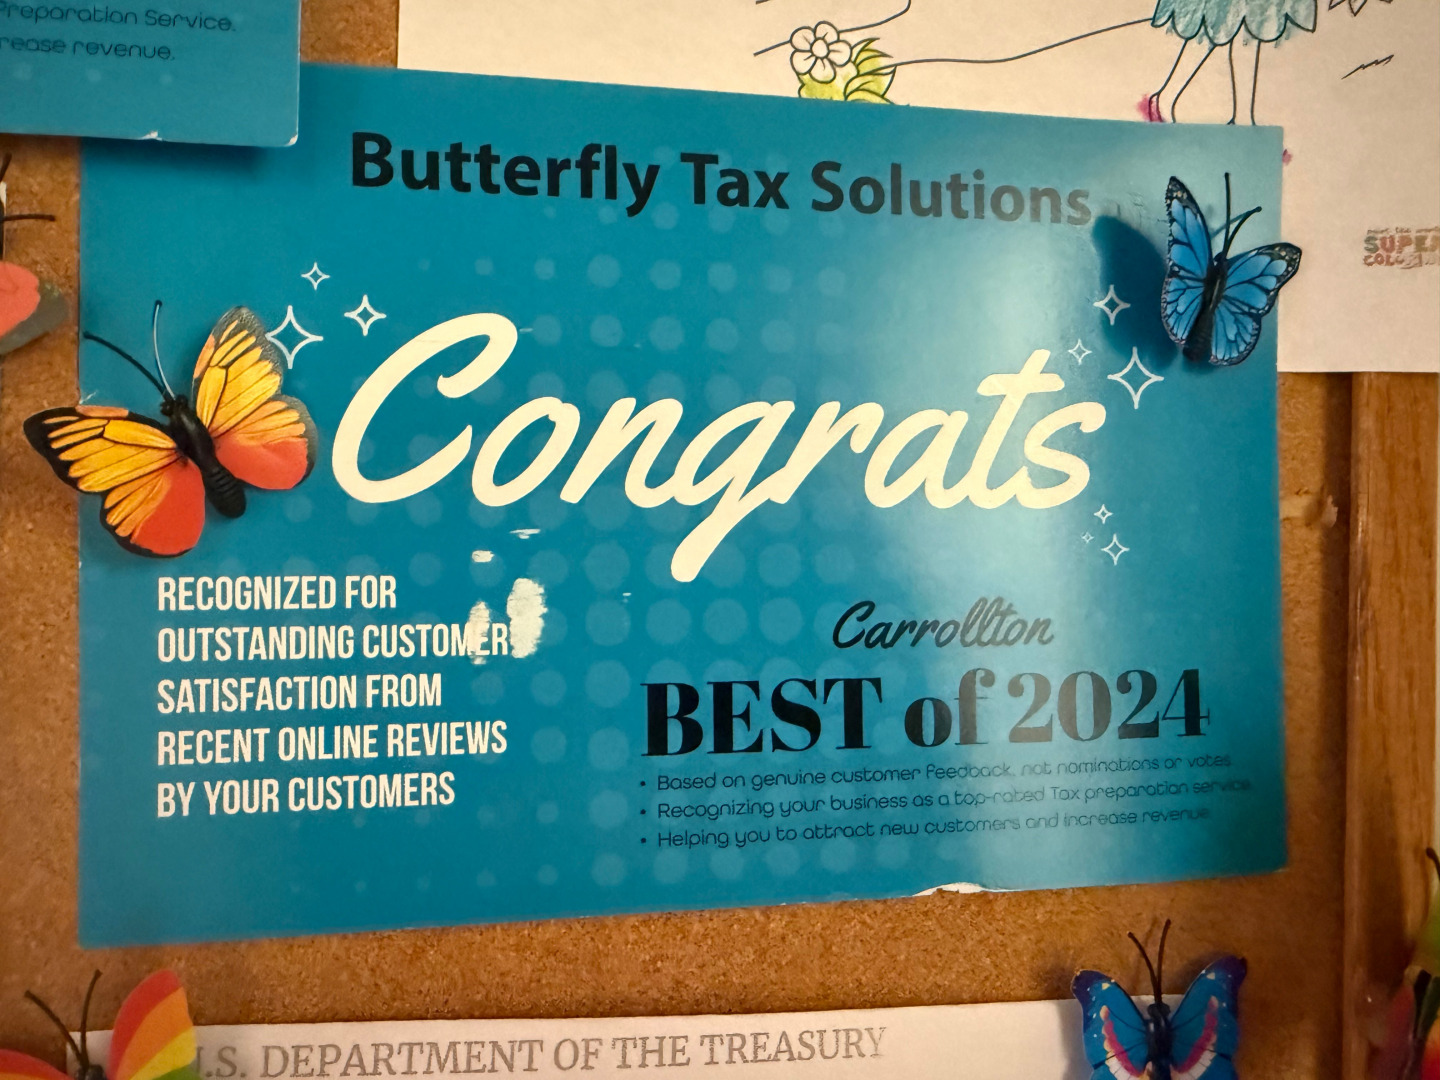 Preparation Service.
rease revenue.
Butterfly Tax Solutions
Congrats
RECOGNIZED FOR
OUTSTANDING CUSTOMER
SATISFACTION FROM
RECENT ONLINE REVIEWS
BY YOUR CUSTOMERS
Carrollton
BEST of 2024
• Based on genuine customer feedback, not nominations or votes.
• Recognizing your business as a top-rated Tax preparation service.
• Helping you to attract new customers and increase revenue.
SUPER
U.S. DEPARTMENT OF THE TREASURY